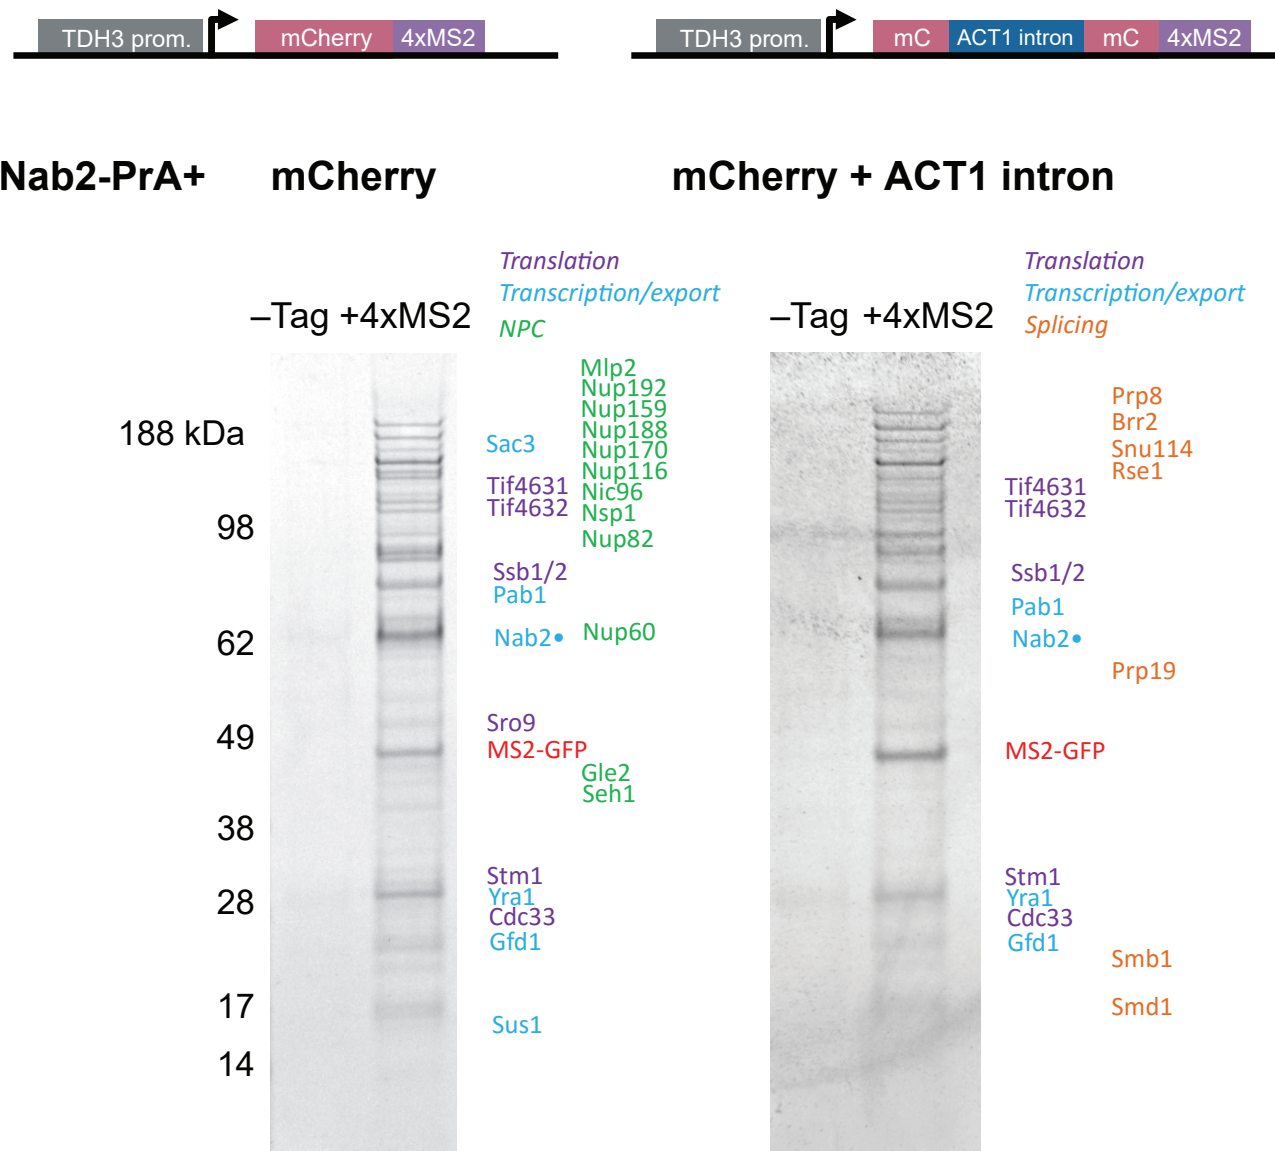 TDH3 prom. mCherry 4xMS2
TDH3 prom. mC ACT1 intron mC 4xMS2
Nab2-PrA+ mCherry
mCherry + ACT1 intron
Translation
Transcription/export
NPC
–Tag +4xMS2
188 kDa
98
62
49
38
28
17
14
Mlp2
Nup192
Nup159
Nup188
Sac3
Nup170
Nup116
Tif4631
Nic96
Tif4632
Nsp1
Nup82
Ssb1/2
Pab1
Nab2•
Nup60
Sro9
MS2-GFP
Gle2
Seh1
Stm1
Yra1
Cdc33
Gfd1
Sus1
Translation
Transcription/export
Splicing
–Tag +4xMS2
Prp8
Brr2
Snu114
Rse1
Tif4631
Tif4632
Ssb1/2
Pab1
Nab2•
Prp19
MS2-GFP
Stm1
Yra1
Cdc33
Gfd1
Smb1
Smd1